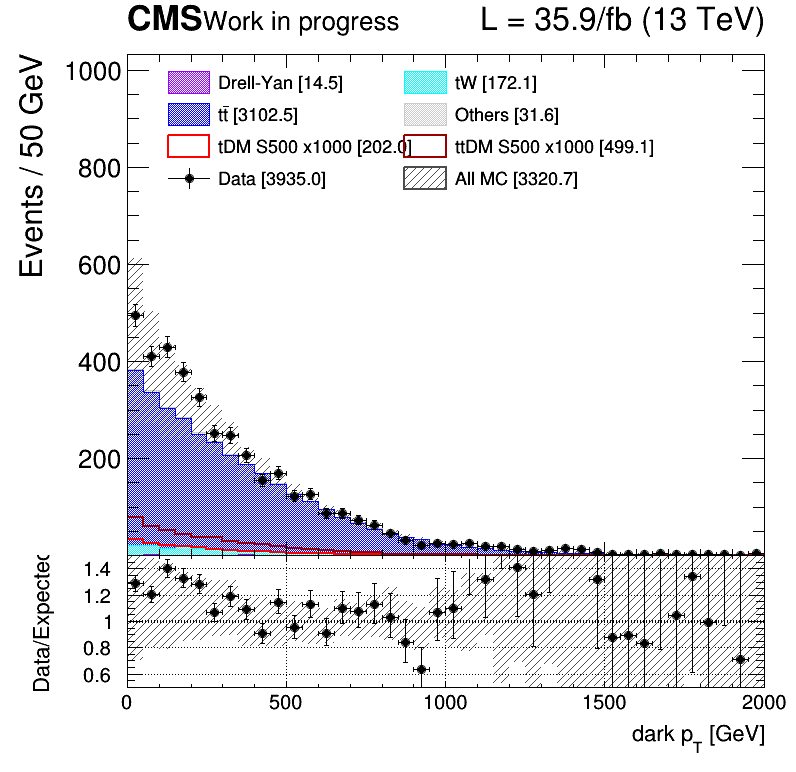 CMS Work in progress L = 35.9/fb (13 TeV)
Events / 50 GeV
1000
800
600
400
200
Drell-Yan [14.5] tW [172.1]
tt̄ [3102.5] Others [31.6]
tDM S500 x1000 [202.0] ttDM S500 x1000 [499.1]
Data [3935.0] All MC [3320.7]
Data/Expected
1.4
1.2
1
0.8
0.6
0 500 1000 1500 2000
dark p_T [GeV]